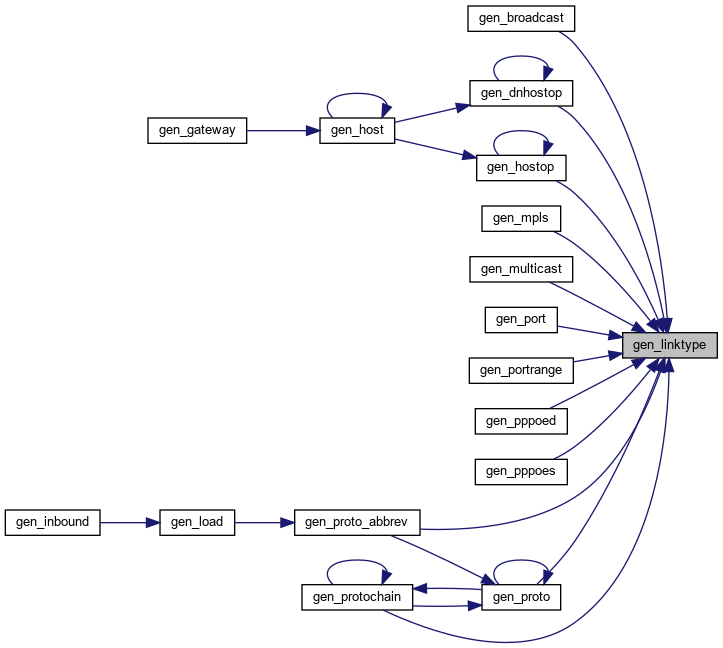 gen_broadcast
gen_dnhostop
gen_gateway
gen_host
gen_hostop
gen_mpls
gen_multicast
gen_port
gen_linktype
gen_portrange
gen_pppoed
gen_pppoes
gen_inbound
gen_load
gen_proto_abbrev
gen_protochain
gen_proto